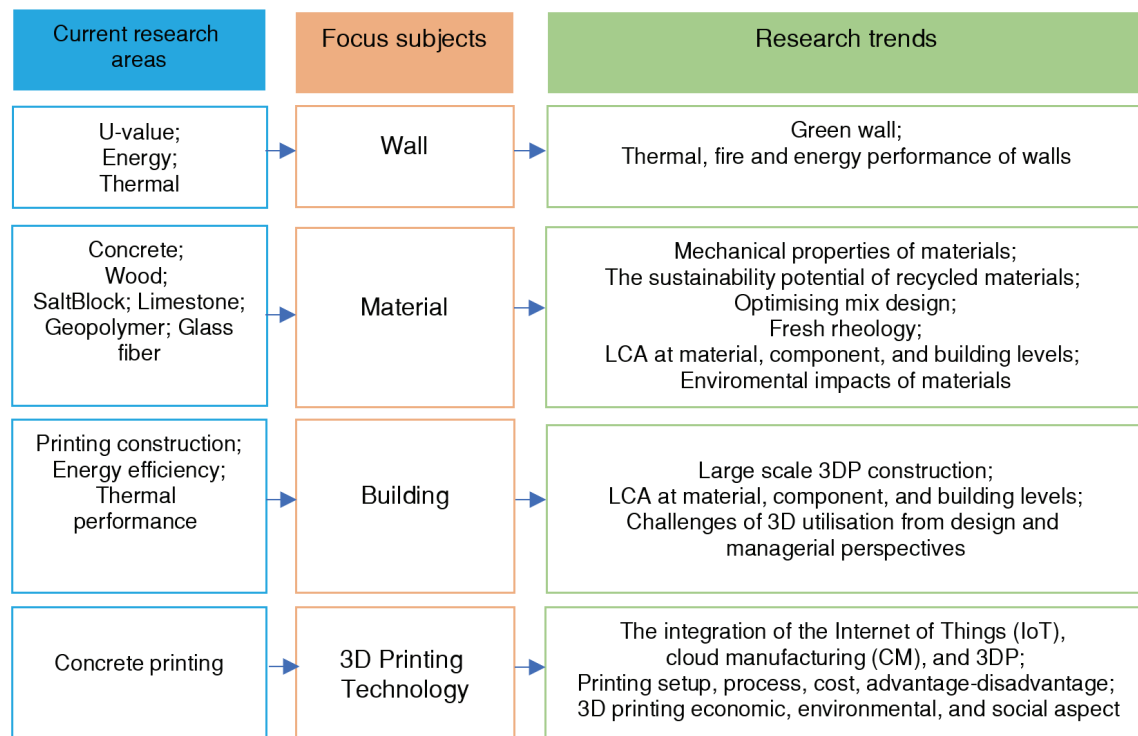 Current research
areas
Focus subjects
Research trends
U-value;
Energy;
Thermal
Wall
Green wall;
Thermal, fire and energy performance of walls
Concrete;
Wood;
SaltBlock; Limestone;
Geopolymer; Glass
fiber
Material
Mechanical properties of materials;
The sustainability potential of recycled materials;
Optimising mix design;
Fresh rheology;
LCA at material, component, and building levels;
Enviromental impacts of materials
Printing construction;
Energy efficiency;
Thermal
performance
Building
Large scale 3DP construction;
LCA at material, component, and building levels;
Challenges of 3D utilisation from design and
managerial perspectives
Concrete printing
3D Printing
Technology
The integration of the Internet of Things (IoT),
cloud manufacturing (CM), and 3DP;
Printing setup, process, cost, advantage-disadvantage;
3D printing economic, environmental, and social aspect